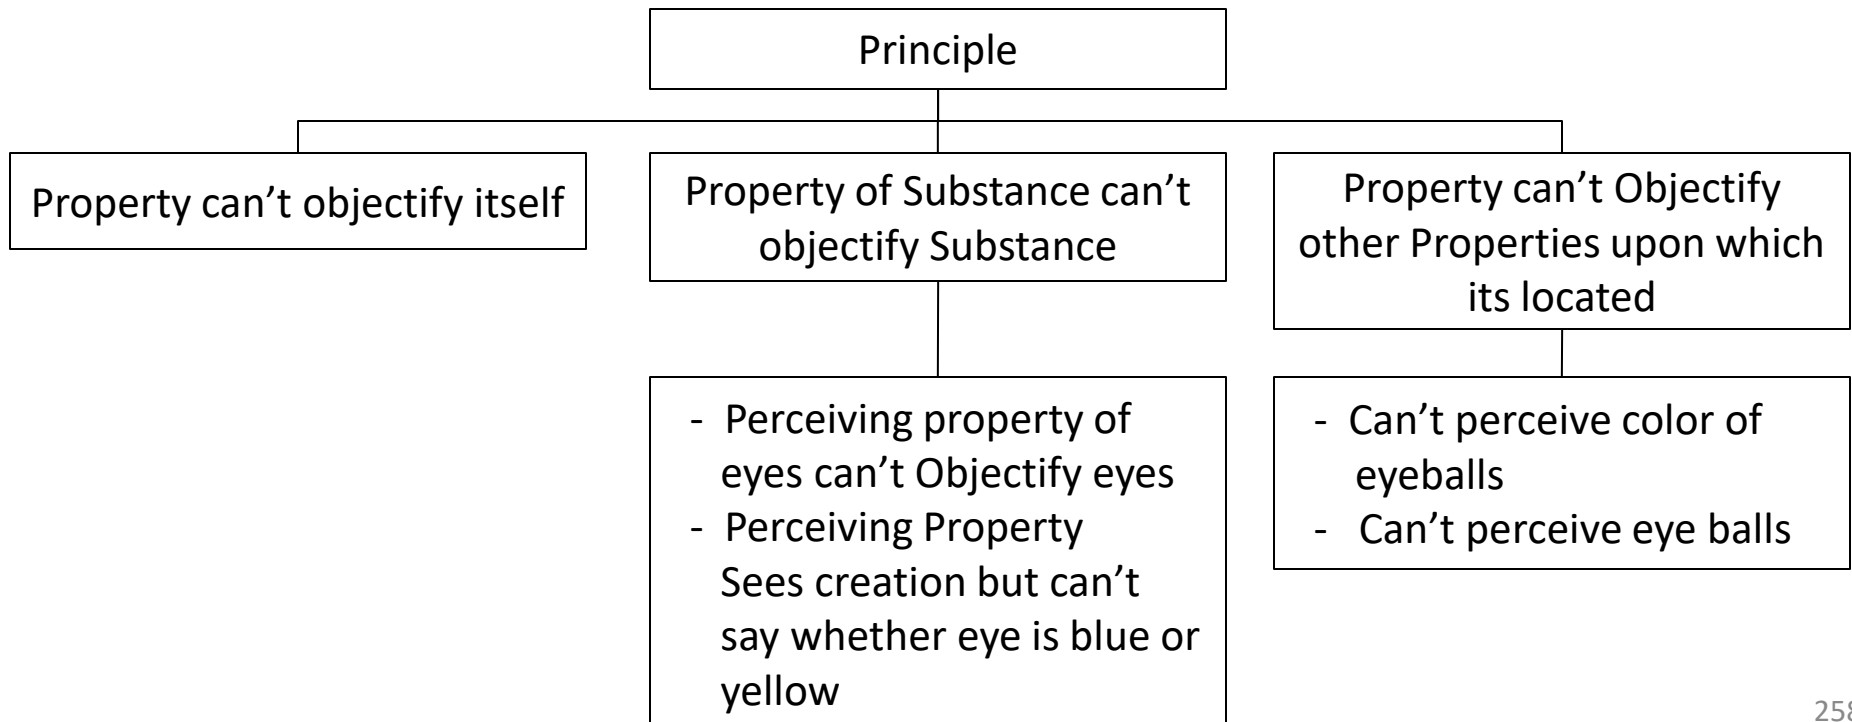 Principle
Property can’t objectify itself
Property of Substance can’t
objectify Substance
Property can’t Objectify
other Properties upon which
its located
- Perceiving property of
eyes can’t Objectify eyes
- Perceiving Property
Sees creation but can’t
say whether eye is blue or
yellow
- Can’t perceive color of
eyeballs
- Can’t perceive eye balls
258